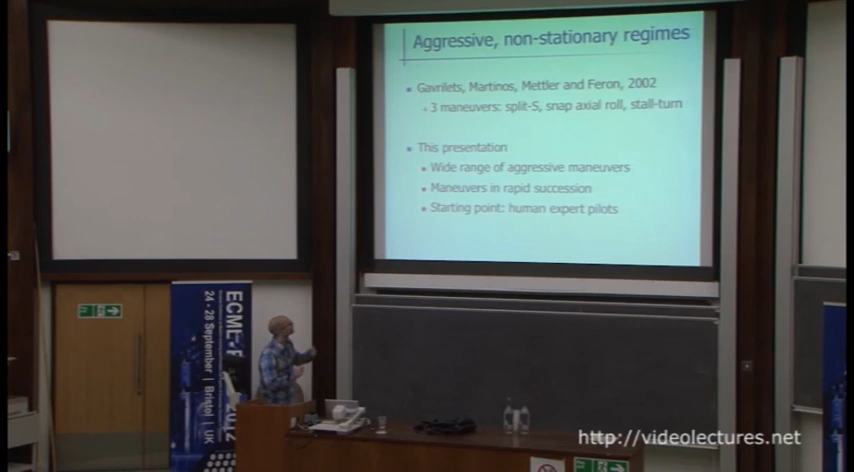 Aggressive, non-stationary regimes
Gavrilets, Martinos, Mettler and Feron, 2002
3 maneuvers: split-S, snap axial roll, stall-turn
This presentation
Wide range of aggressive maneuvers
Maneuvers in rapid succession
Starting point: human expert pilots
24 - 28 September | Bristol | UK
2012
http://videolectures.net